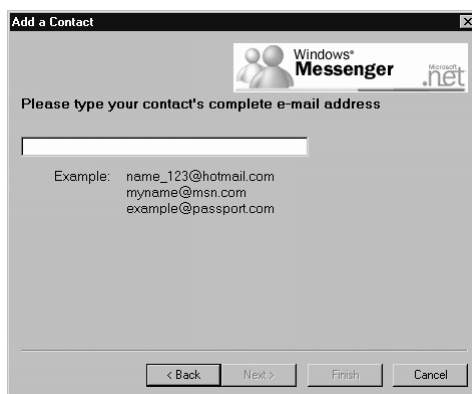 Add a Contact
Windows®
Messenger
Microsoft
.net
Please type your contact's complete e-mail address
Example: name_123@hotmail.com
myname@msn.com
example@passport.com
< Back Next > Finish Cancel